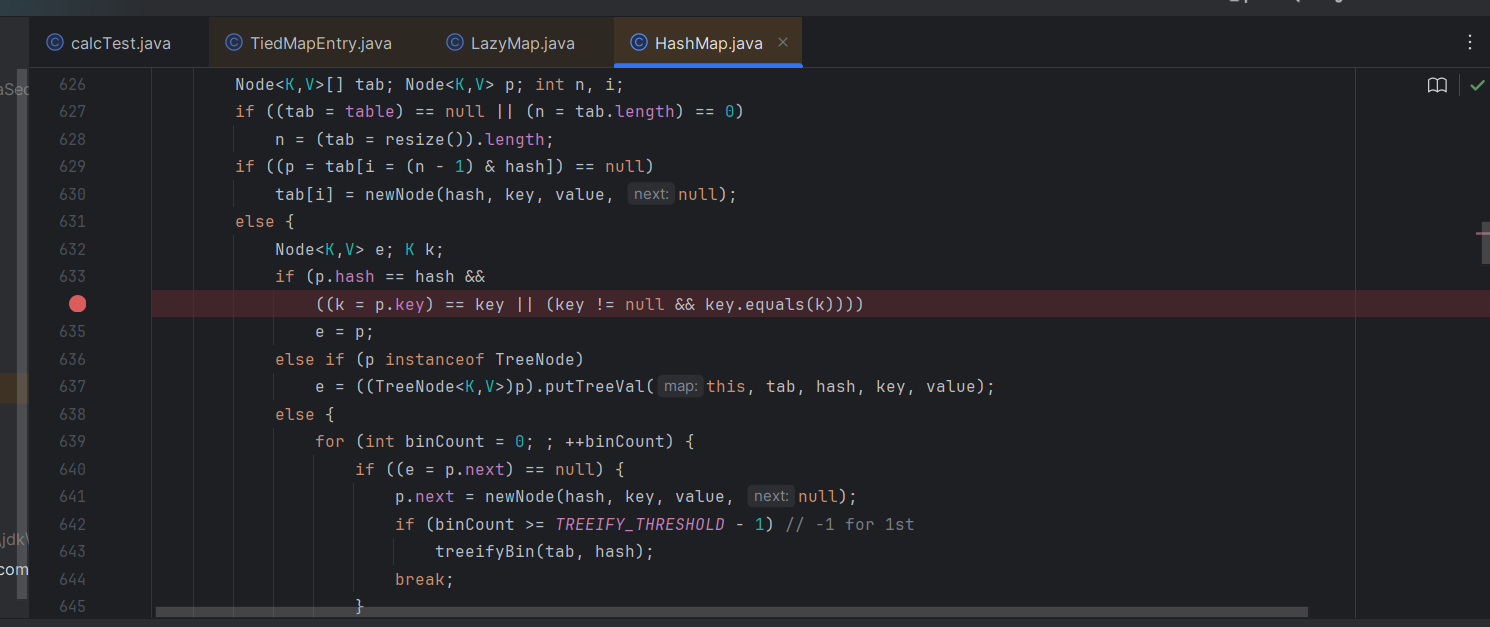 calcTest.java TiedMapEntry.java LazyMap.java HashMap.java
626 Node<K,V>[] tab; Node<K,V> p; int n, i;
627 if ((tab = table) == null || (n = tab.length) == 0)
628 n = (tab = resize()).length;
629 if ((p = tab[i = (n - 1) & hash]) == null)
630 tab[i] = newNode(hash, key, value, next: null);
631 else {
632 Node<K,V> e; K k;
633 if (p.hash == hash &&
((k = p.key) == key || (key != null && key.equals(k))))
635 e = p;
636 else if (p instanceof TreeNode)
637 e = ((TreeNode<K,V>)p).putTreeVal( map: this, tab, hash, key, value);
638 else {
639 for (int binCount = 0; ; ++binCount) {
640 if ((e = p.next) == null) {
641 p.next = newNode(hash, key, value, next: null);
642 if (binCount >= TREEIFY_THRESHOLD - 1) // -1 for 1st
643 treeifyBin(tab, hash);
644 break;
645 }
aSec
\jdk\
com